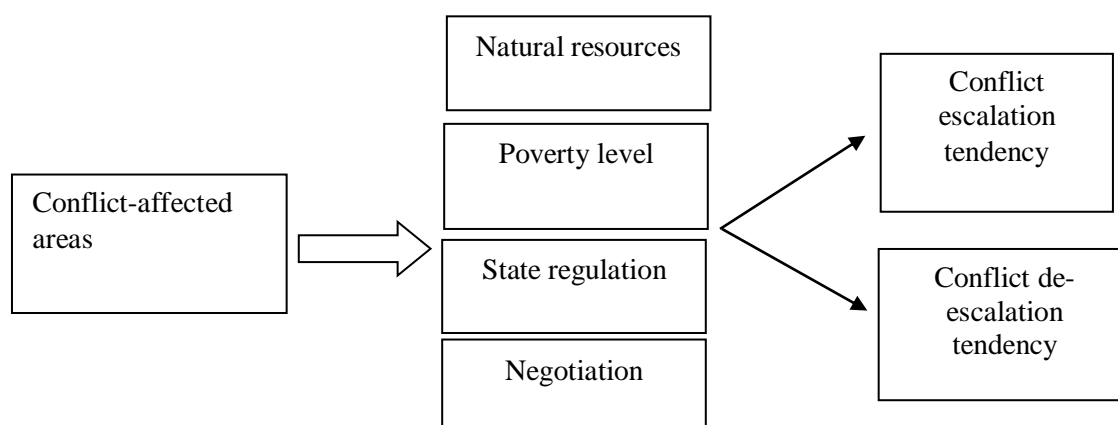 Natural resources
Poverty level
State regulation
Negotiation
Conflict-affected
areas
Conflict
escalation
tendency
Conflict de-
escalation
tendency